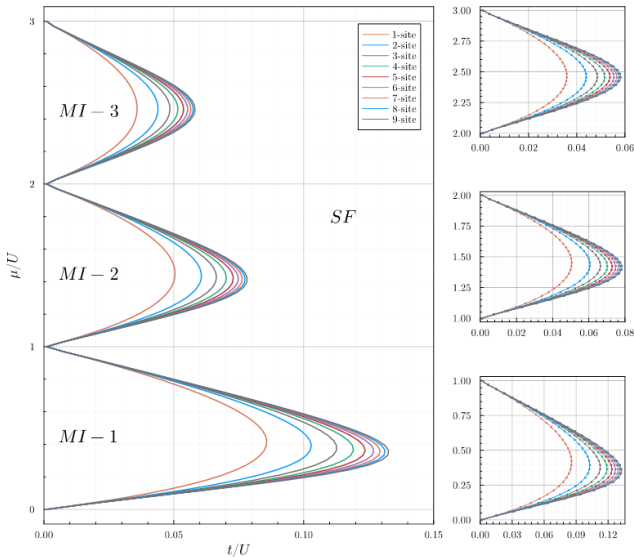 3
2
1
0
μ/U
0.00
0.05
0.10
0.15
t/U
MI − 3
MI − 2
MI − 1
SF
1-site
2-site
3-site
4-site
5-site
6-site
7-site
8-site
9-site
3.00
2.75
2.50
2.25
2.00
0.00
0.02
0.04
0.06
2.00
1.75
1.50
1.25
1.00
0.00
0.02
0.04
0.06
0.08
1.00
0.75
0.50
0.25
0.00
0.00
0.03
0.06
0.09
0.12